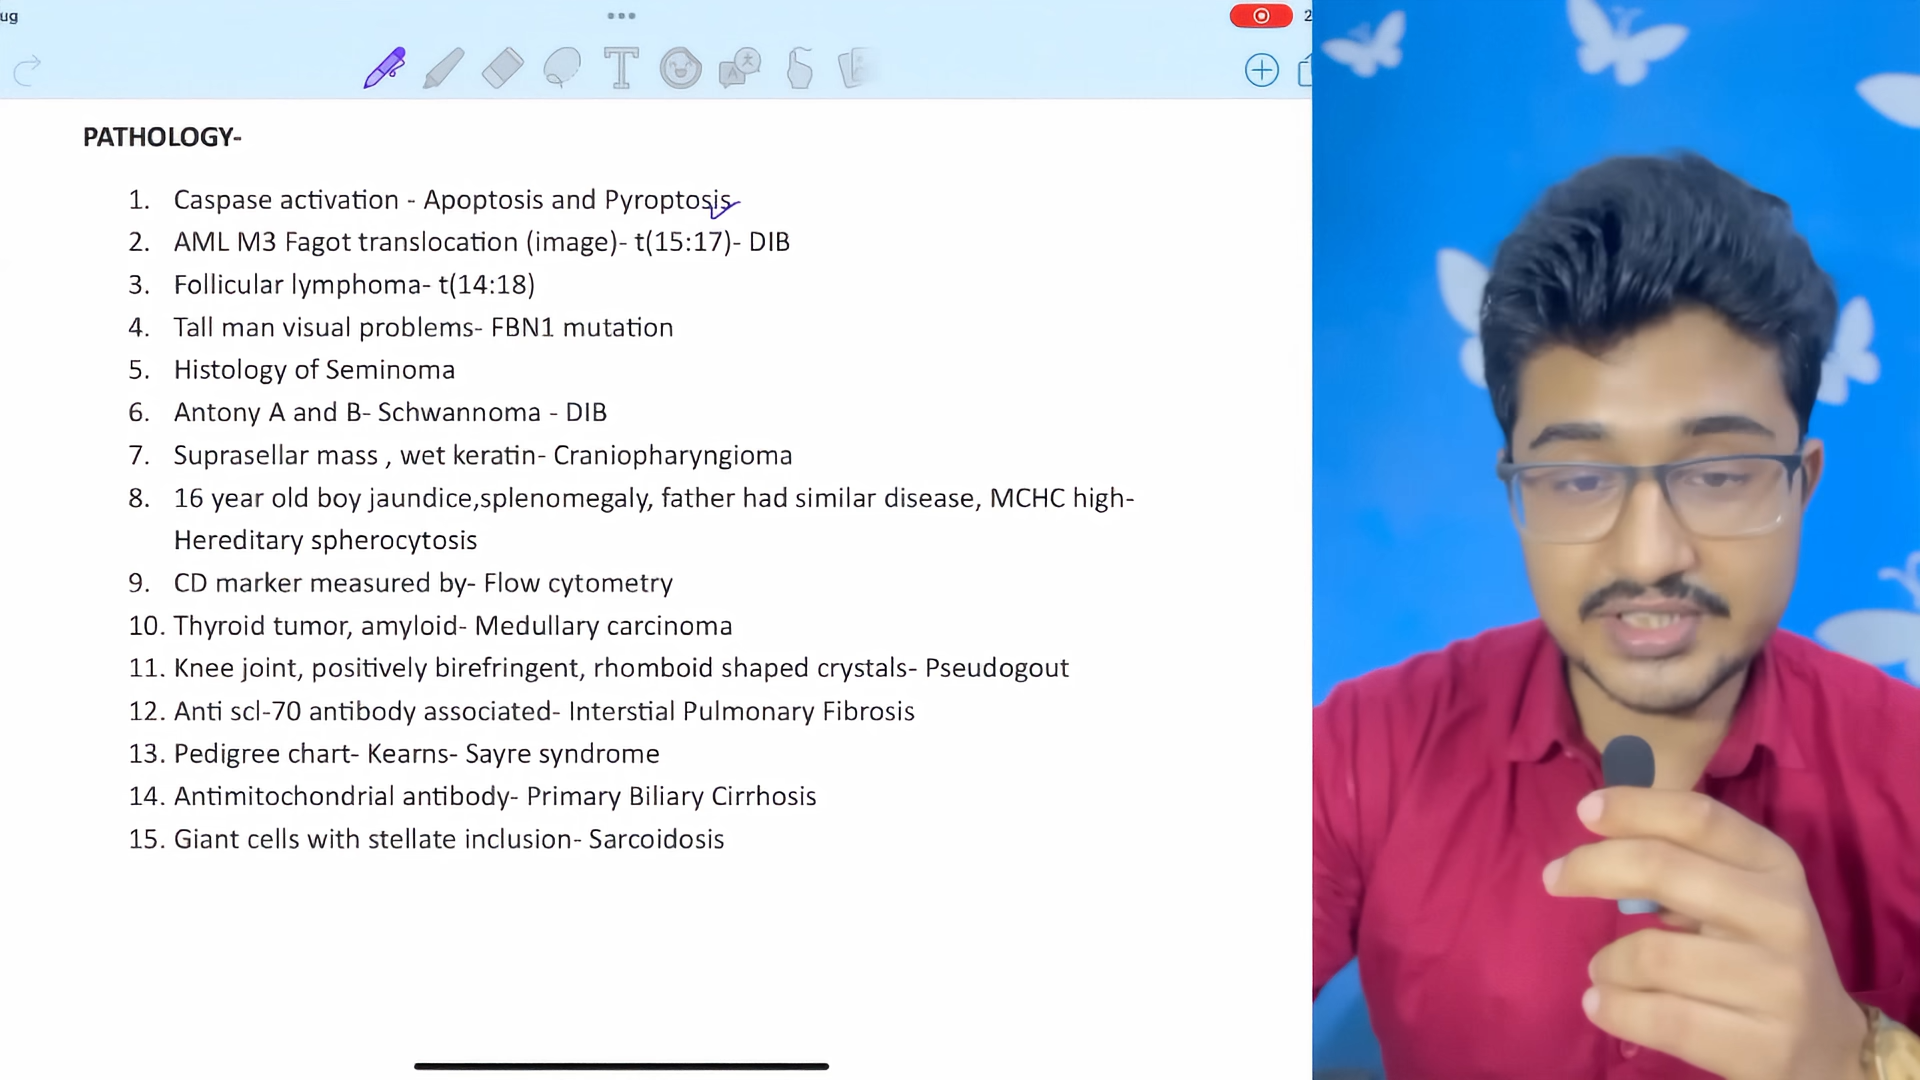 ug
2
T
PATHOLOGY-
1. Caspase activation - Apoptosis and Pyroptosis
2. AML M3 Fagot translocation (image)- t(15:17)- DIB
3. Follicular lymphoma- t(14:18)
4. Tall man visual problems- FBN1 mutation
5. Histology of Seminoma
6. Antony A and B- Schwannoma - DIB
7. Suprasellar mass , wet keratin- Craniopharyngioma
8. 16 year old boy jaundice,splenomegaly, father had similar disease, MCHC high-
Hereditary spherocytosis
9. CD marker measured by- Flow cytometry
10. Thyroid tumor, amyloid- Medullary carcinoma
11. Knee joint, positively birefringent, rhomboid shaped crystals- Pseudogout
12. Anti scl-70 antibody associated- Interstial Pulmonary Fibrosis
13. Pedigree chart- Kearns- Sayre syndrome
14. Antimitochondrial antibody- Primary Biliary Cirrhosis
15. Giant cells with stellate inclusion- Sarcoidosis